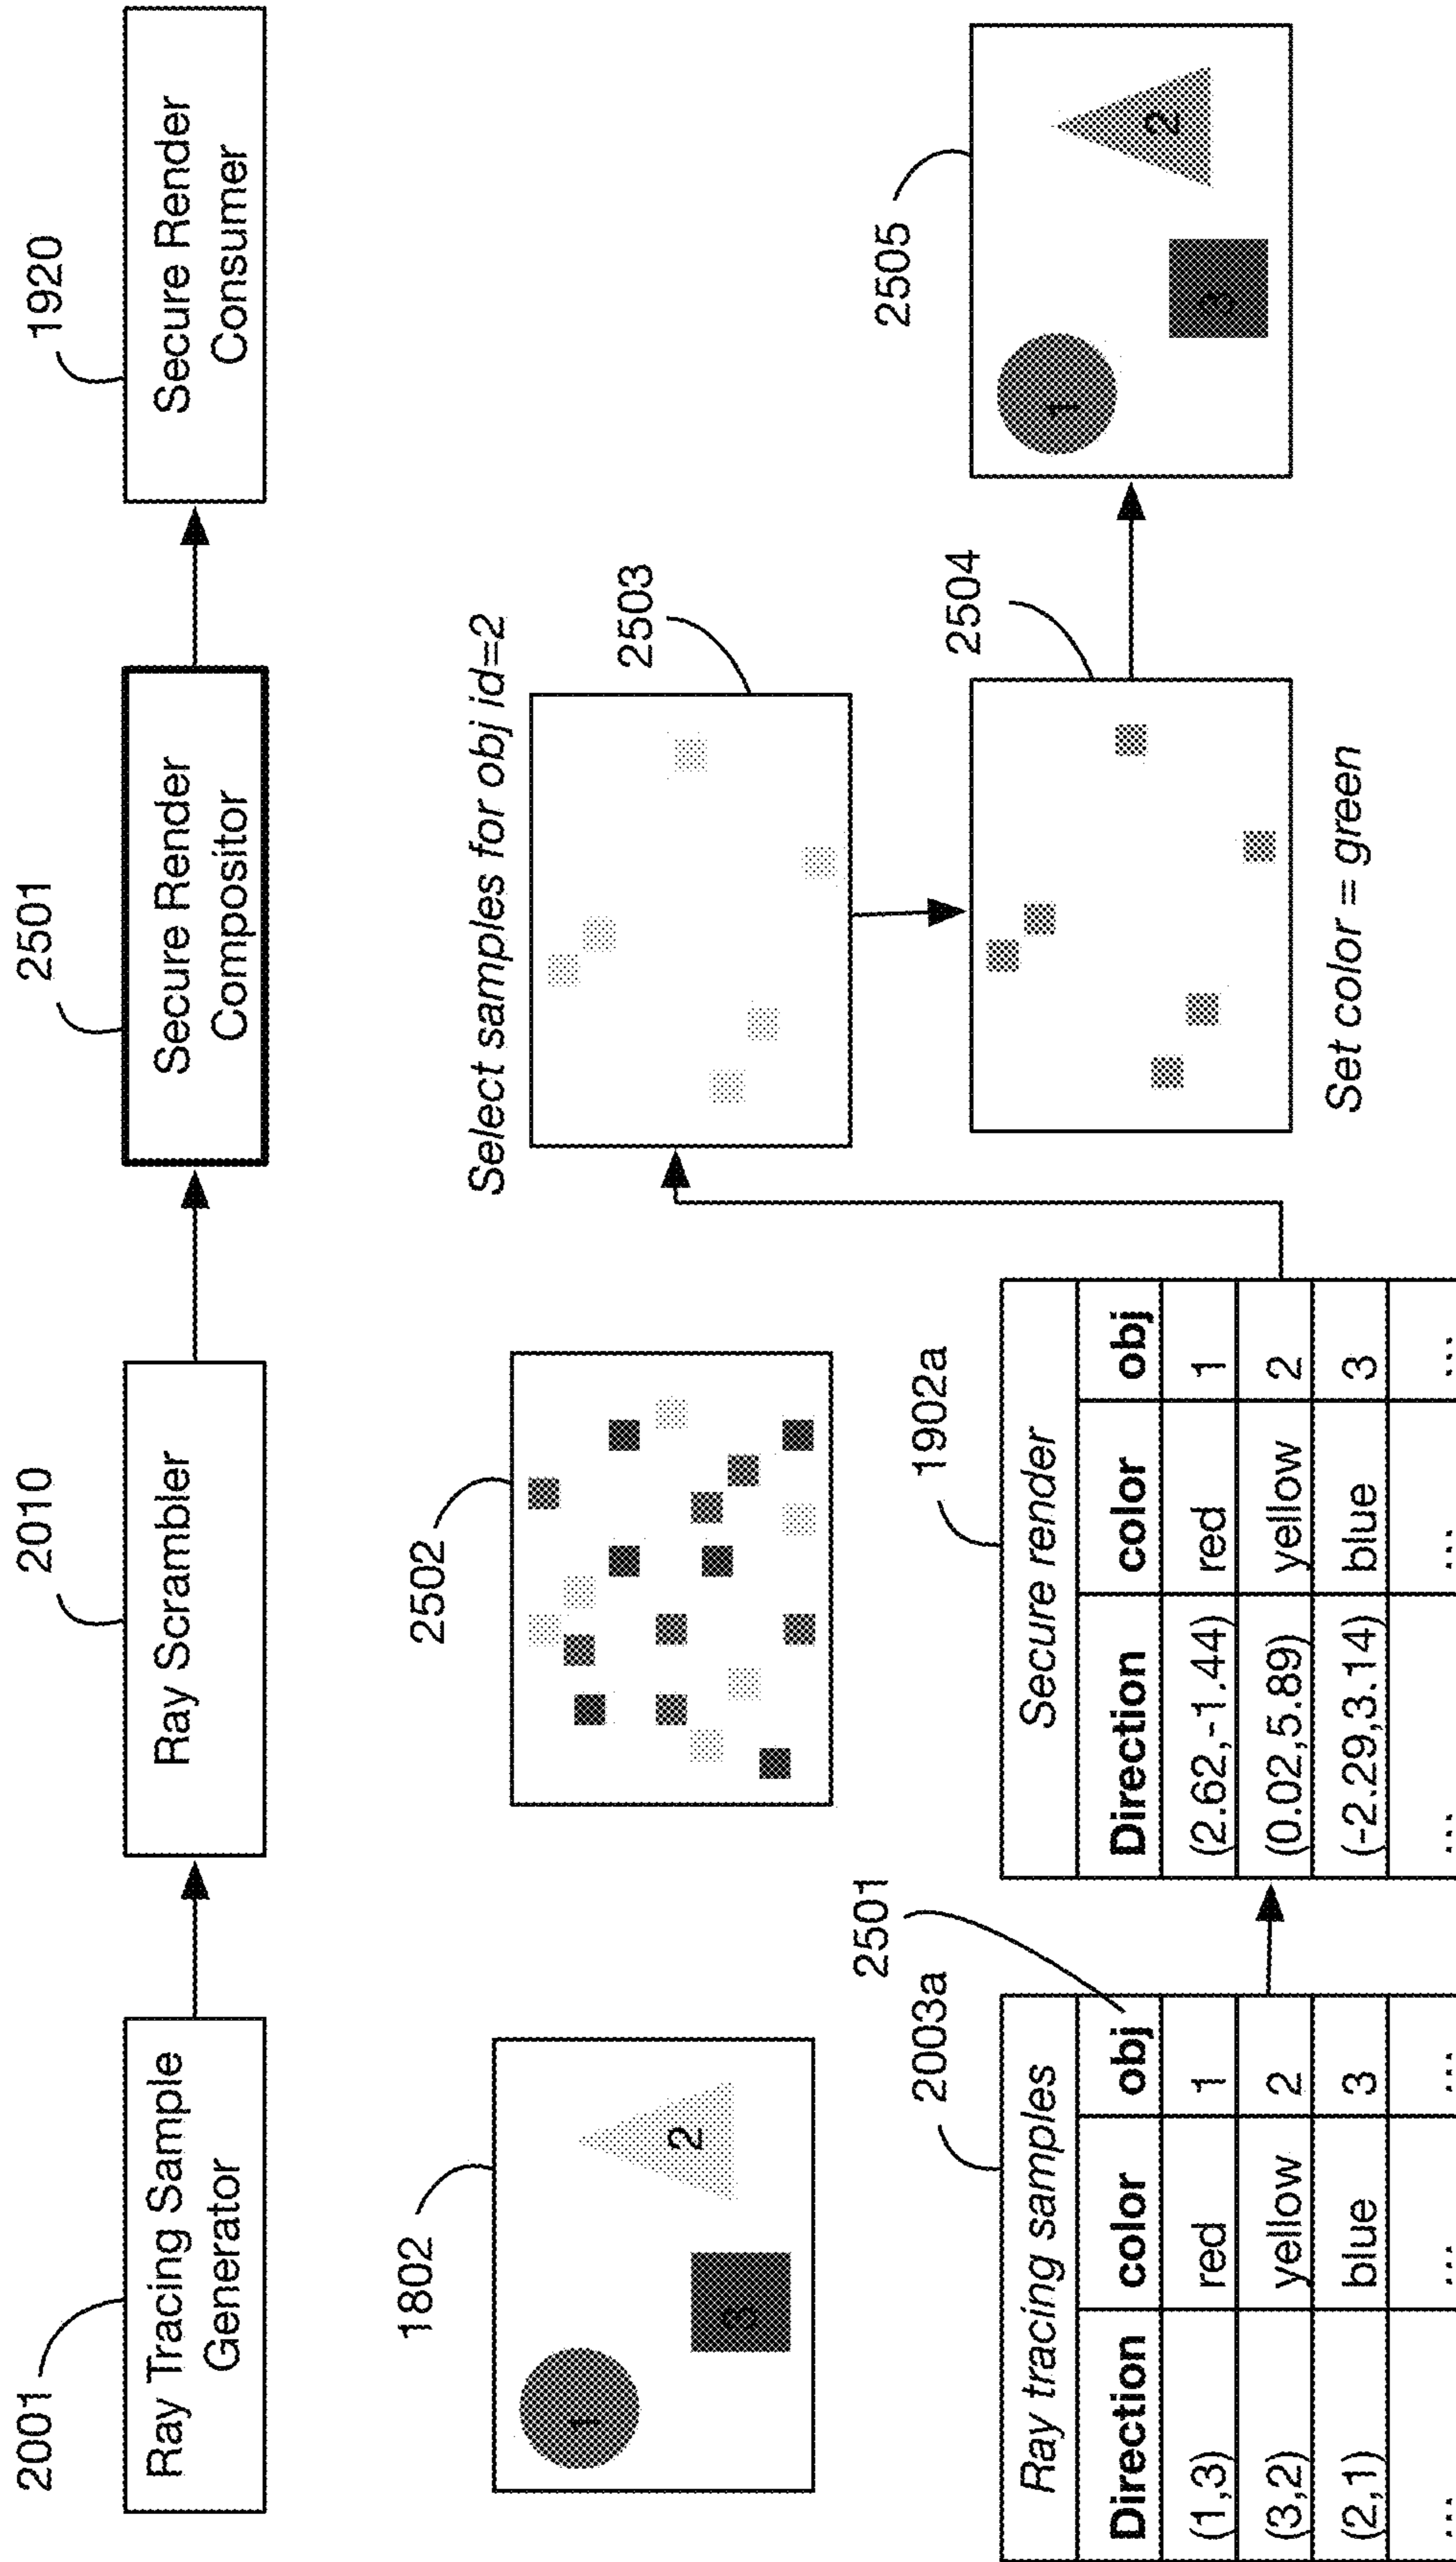 2001
2010
2501
1920
Ray Tracing Sample
Generator
Ray Scrambler
Secure Render
Compositor
Secure Render
Consumer
1802
1
2
3
2502
Select samples for obj id=2
2503
2003a
2501
Ray tracing samples
Direction color obj
(1,3) red 1
(3,2) yellow 2
(2,1) blue 3
... ... ...
1902a
Secure render
Direction color obj
(2.62,-1.44) red 1
(0.02,5.89) yellow 2
(-2.29,3.14) blue 3
... ... ...
2504
Set color = green
2505
1
2
3